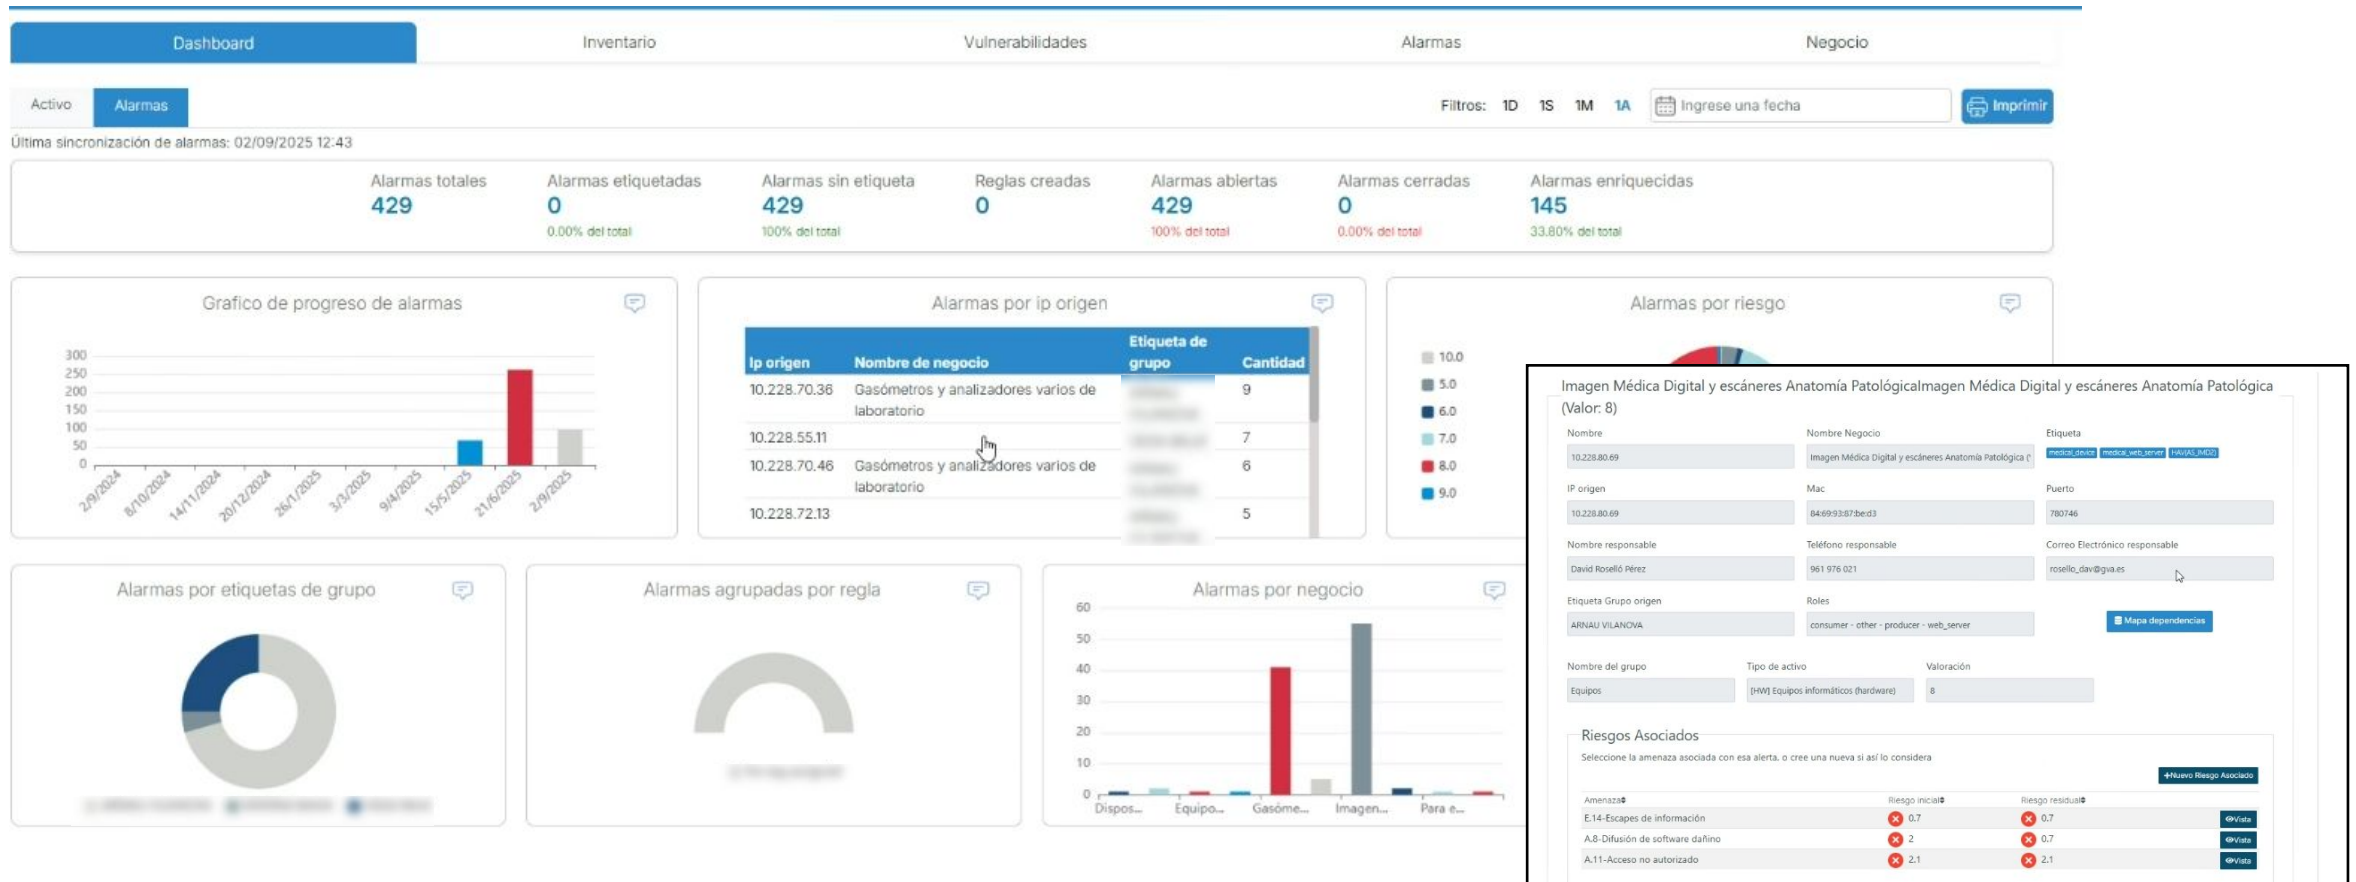 Dashboard Inventario Vulnerabilidades Alarmas Negocio
Activo Alarmas Filtros: 1D 1S 1M 1A Ingrese una fecha Imprimir
Última sincronización de alarmas: 02/09/2025 12:43
Alarmas totales Alarmas etiquetadas Alarmas sin etiqueta Reglas creadas Alarmas abiertas Alarmas cerradas Alarmas enriquecidas
429 0 429 0 429 0 145
0.00% del total 100% del total 100% del total 0.00% del total 33.80% del total
Grafico de progreso de alarmas
300
250
200
150
100
50
0
2/9/2024 8/10/2024 14/11/2024 20/12/2024 26/1/2025 3/3/2025 9/4/2025 15/5/2025 21/6/2025 2/9/2025
Alarmas por ip origen
Ip origen Nombre de negocio Etiqueta de grupo Cantidad
10.228.70.36 Gasómetros y analizadores varios de 9
laboratorio
10.228.55.11 7
10.228.70.46 Gasómetros y analizadores varios de 6
laboratorio
10.228.72.13 5
Alarmas por riesgo
10.0
5.0
6.0
7.0
8.0
9.0
Alarmas por etiquetas de grupo
Alarmas agrupadas por regla
Alarmas por negocio
60
50
40
30
20
10
0
Dispos... Equipo... Gasóme... Imagen... Para e...
Imagen Médica Digital y escáneres Anatomía PatológicaImagen Médica Digital y escáneres Anatomía Patológica
(Valor: 8)
Nombre Nombre Negocio Etiqueta
10.228.80.69 Imagen Médica Digital y escáneres Anatomía Patológica (" medical_device medical_web_server HAV(AS_IMD2)
IP origen Mac Puerto
10.228.80.69 84:69:93:87:be:d3 780746
Nombre responsable Teléfono responsable Correo Electrónico responsable
David Roselló Pérez 961 976 021 rosello_dav@gva.es
Etiqueta Grupo origen Roles
ARNAU VILANOVA consumer - other - producer - web_server Mapa dependencias
Nombre del grupo Tipo de activo Valoración
Equipos [HW] Equipos informáticos (hardware) 8
Riesgos Asociados
Seleccione la amenaza asociada con esa alerta, o cree una nueva si así lo considera
+Nuevo Riesgo Asociado
Amenaza Riesgo inicial Riesgo residual
E.14-Escapes de información 0.7 0.7 Vista
A.8-Difusión de software dañino 2 0.7 Vista
A.11-Acceso no autorizado 2.1 2.1 Vista